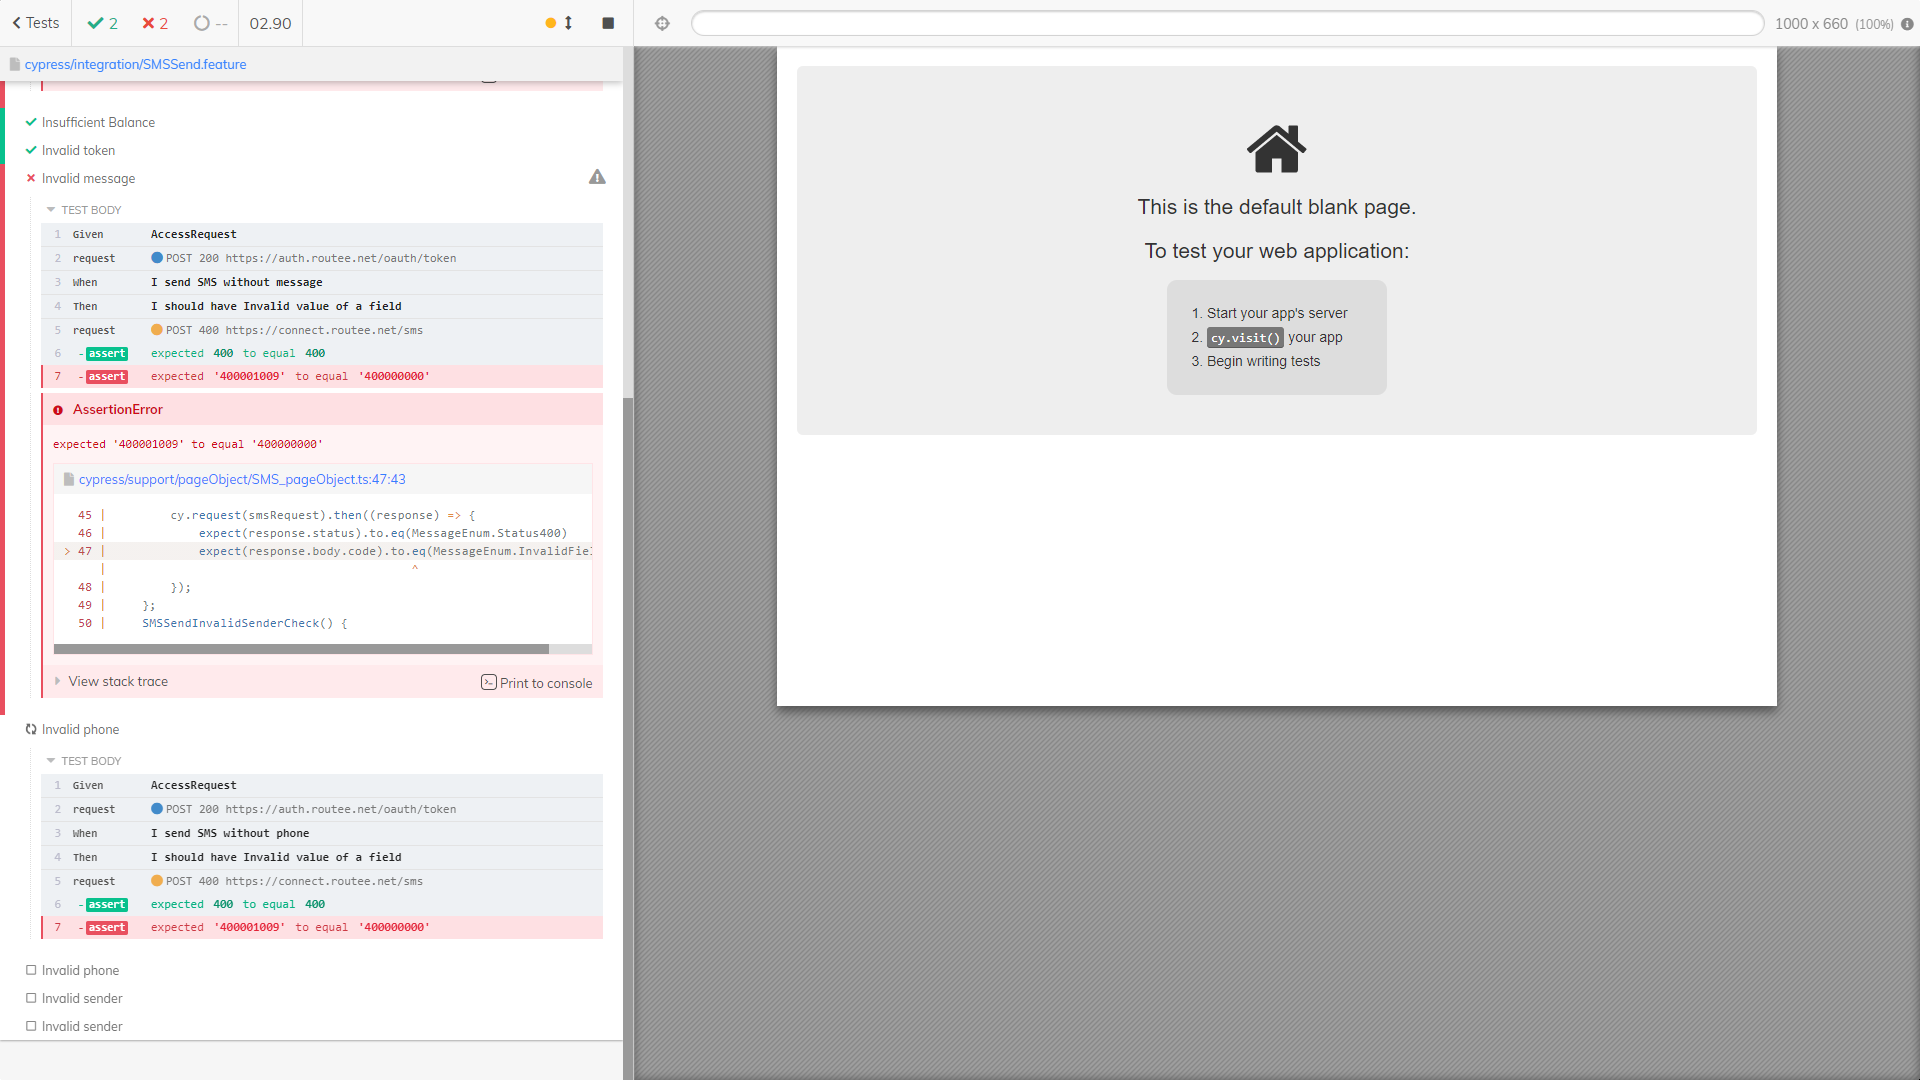 Tests
2
2
--
02.90
1000 x 660 (100%)
cypress/integration/SMSSend.feature
Insufficient Balance
Invalid token
Invalid message
TEST BODY
1 Given AccessRequest
2 request POST 200 https://auth.routee.net/oauth/token
3 When I send SMS without message
4 Then I should have Invalid value of a field
5 request POST 400 https://connect.routee.net/sms
6 -assert expected 400 to equal 400
7 -assert expected '400001009' to equal '400000000'
AssertionError
expected '400001009' to equal '400000000'
cypress/support/pageObject/SMS_pageObject.ts:47:43
45 | cy.request(smsRequest).then((response) => {
46 | expect(response.status).to.eq(MessageEnum.Status400)
> 47 | expect(response.body.code).to.eq(MessageEnum.InvalidFie
| ^
48 | });
49 | };
50 | SMSSendInvalidSenderCheck() {
View stack trace
Print to console
Invalid phone
TEST BODY
1 Given AccessRequest
2 request POST 200 https://auth.routee.net/oauth/token
3 When I send SMS without phone
4 Then I should have Invalid value of a field
5 request POST 400 https://connect.routee.net/sms
6 -assert expected 400 to equal 400
7 -assert expected '400001009' to equal '400000000'
Invalid phone
Invalid sender
Invalid sender
This is the default blank page.
To test your web application:
1. Start your app's server
2. cy.visit() your app
3. Begin writing tests